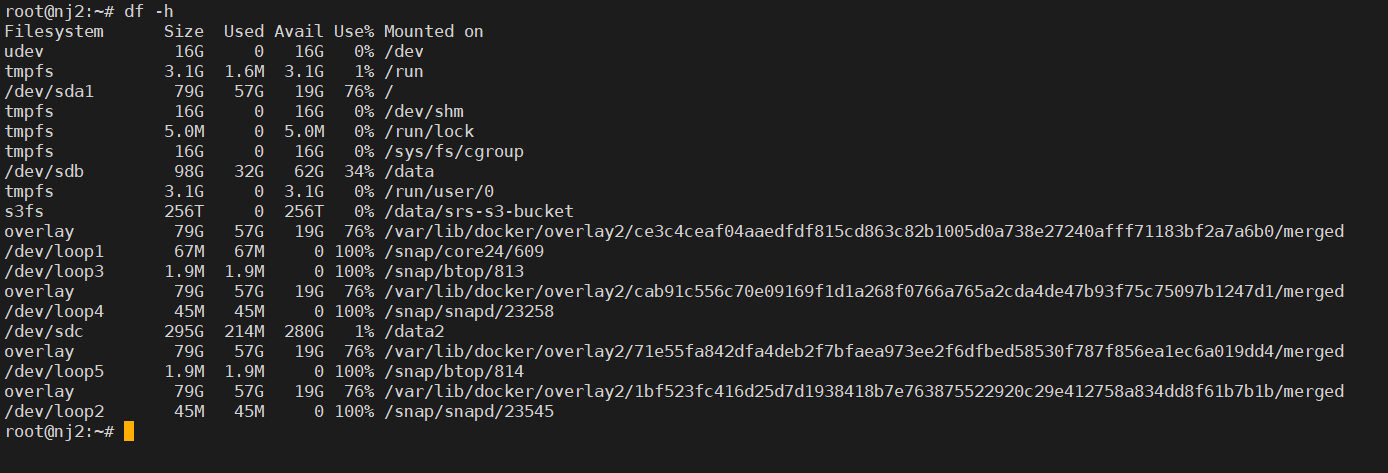 root@nj2:~# df -h
Filesystem      Size  Used Avail Use% Mounted on
udev             16G     0   16G   0% /dev
tmpfs           3.1G  1.6M  3.1G   1% /run
/dev/sda1        79G   57G   19G  76% /
tmpfs            16G     0   16G   0% /dev/shm
tmpfs           5.0M     0  5.0M   0% /run/lock
tmpfs            16G     0   16G   0% /sys/fs/cgroup
/dev/sdb         98G   32G   62G  34% /data
tmpfs           3.1G     0  3.1G   0% /run/user/0
s3fs            256T     0  256T   0% /data/srs-s3-bucket
overlay          79G   57G   19G  76% /var/lib/docker/overlay2/ce3c4ceaf04aaedfdf815cd863c82b1005d0a738e27240afff71183bf2a7a6b0/merged
/dev/loop1       67M   67M     0 100% /snap/core24/609
/dev/loop3      1.9M  1.9M     0 100% /snap/btop/813
overlay          79G   57G   19G  76% /var/lib/docker/overlay2/cab91c556c70e09169f1d1a268f0766a765a2cda4de47b93f75c75097b1247d1/merged
/dev/loop4       45M   45M     0 100% /snap/snapd/23258
/dev/sdc        295G  214M  280G   1% /data2
overlay          79G   57G   19G  76% /var/lib/docker/overlay2/71e55fa842dfa4deb2f7bfaea973ee2f6dfbed58530f787f856ea1ec6a019dd4/merged
/dev/loop5      1.9M  1.9M     0 100% /snap/btop/814
overlay          79G   57G   19G  76% /var/lib/docker/overlay2/1bf523fc416d25d7d1938418b7e763875522920c29e412758a834dd8f61b7b1b/merged
/dev/loop2       45M   45M     0 100% /snap/snapd/23545
root@nj2:~#